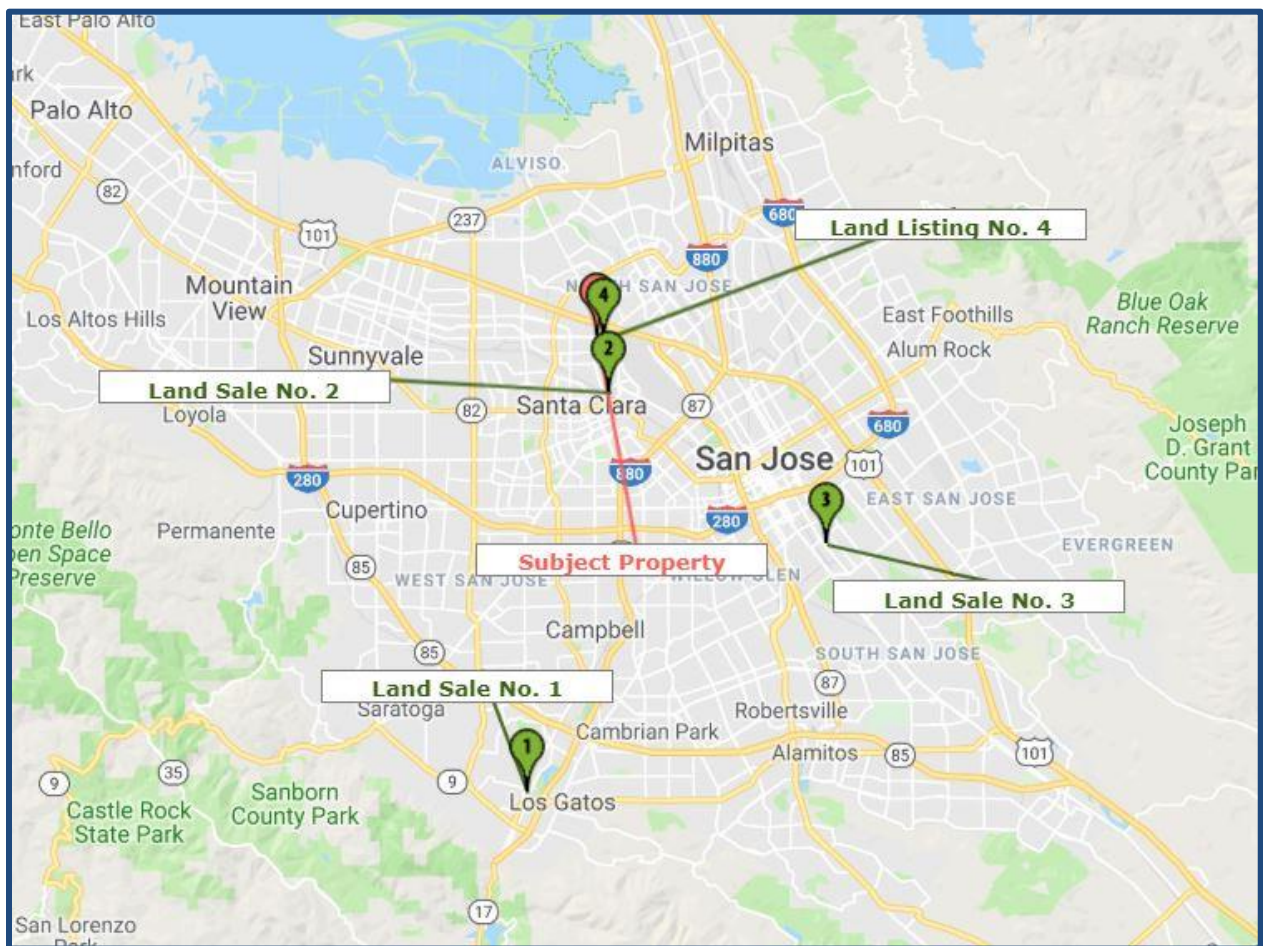 East Palo Alto
Palo Alto
Milpitas
ALVISO
82
237
680
101
Land Listing No. 4
880
Mountain
View
4
NORTH SAN JOSE
Blue Oak
Ranch Reserve
Los Altos Hills
East Foothills
Sunnyvale
2
Alum Rock
Land Sale No. 2
Loyola
82
Santa Clara
87
680
Joseph
D. Grant
County Par
San Jose
101
280
880
3
EAST SAN JOSE
Cupertino
280
Permanente
onte Bello
pen Space
Preserve
EVERGREEN
Subject Property
85
WEST SAN JOSE
WILLOW GLEN
Land Sale No. 3
Campbell
85
SOUTH SAN JOSE
Land Sale No. 1
87
Saratoga
Robertsville
1
Cambrian Park
Alamitos
85
101
9
35
9
Sanborn
County Park
Los Gatos
Castle Rock
State Park
17
San Lorenzo